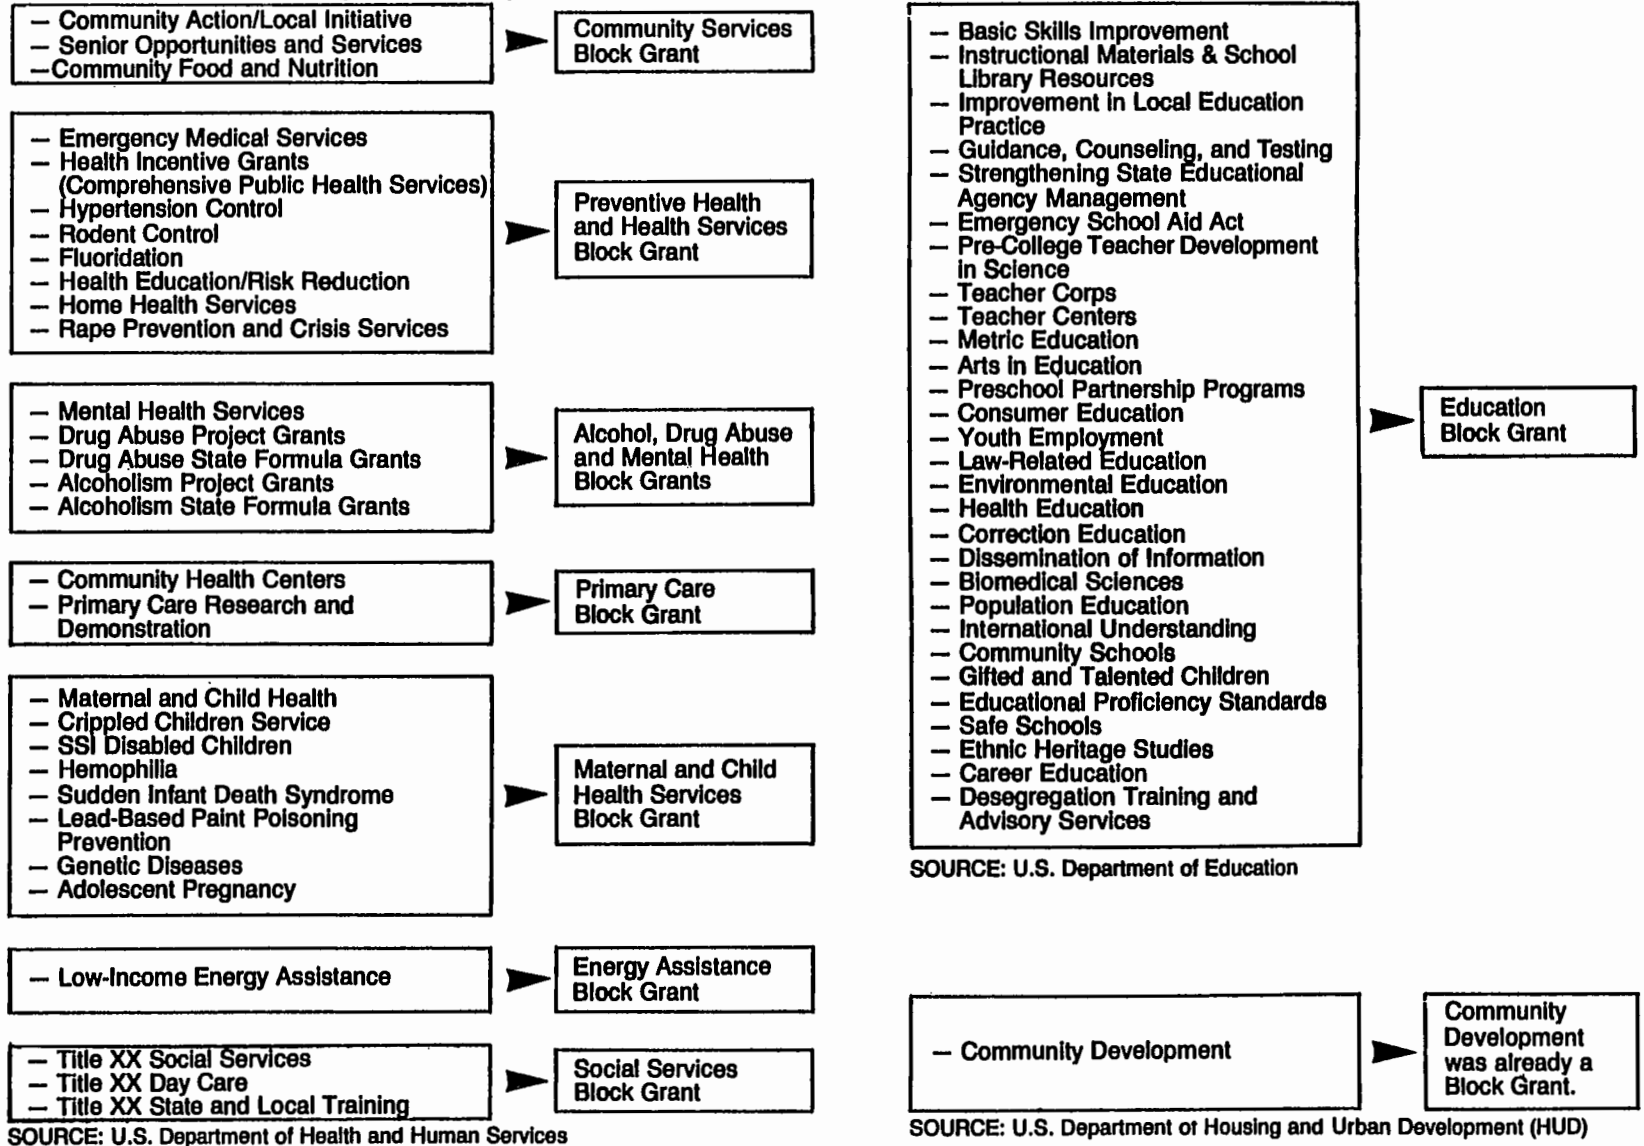 — Community Action/Local Initiative
— Senior Opportunities and Services
—Community Food and Nutrition
Community Services
Block Grant
— Emergency Medical Services
— Health Incentive Grants
(Comprehensive Public Health Services)
— Hypertension Control
— Rodent Control
— Fluoridation
— Health Education/Risk Reduction
— Home Health Services
— Rape Prevention and Crisis Services
Preventive Health
and Health Services
Block Grant
— Mental Health Services
— Drug Abuse Project Grants
— Drug Abuse State Formula Grants
— Alcoholism Project Grants
— Alcoholism State Formula Grants
Alcohol, Drug Abuse
and Mental Health
Block Grants
— Community Health Centers
— Primary Care Research and
Demonstration
Primary Care
Block Grant
— Maternal and Child Health
— Crippled Children Service
— SSI Disabled Children
— Hemophilia
— Sudden Infant Death Syndrome
— Lead-Based Paint Poisoning
Prevention
— Genetic Diseases
— Adolescent Pregnancy
Maternal and Child
Health Services
Block Grant
— Low-Income Energy Assistance
Energy Assistance
Block Grant
— Title XX Social Services
— Title XX Day Care
— Title XX State and Local Training
Social Services
Block Grant
SOURCE: U.S. Department of Health and Human Services
— Basic Skills Improvement
— Instructional Materials & School
Library Resources
— Improvement in Local Education
Practice
— Guidance, Counseling, and Testing
— Strengthening State Educational
Agency Management
— Emergency School Aid Act
— Pre-College Teacher Development
in Science
— Teacher Corps
— Teacher Centers
— Metric Education
— Arts in Education
— Preschool Partnership Programs
— Consumer Education
— Youth Employment
— Law-Related Education
— Environmental Education
— Health Education
— Correction Education
— Dissemination of Information
— Biomedical Sciences
— Population Education
— International Understanding
— Community Schools
— Gifted and Talented Children
— Educational Proficiency Standards
— Safe Schools
— Ethnic Heritage Studies
— Career Education
— Desegregation Training and
Advisory Services
Education
Block Grant
SOURCE: U.S. Department of Education
— Community Development
Community
Development
was already a
Block Grant.
SOURCE: U.S. Department of Housing and Urban Development (HUD)